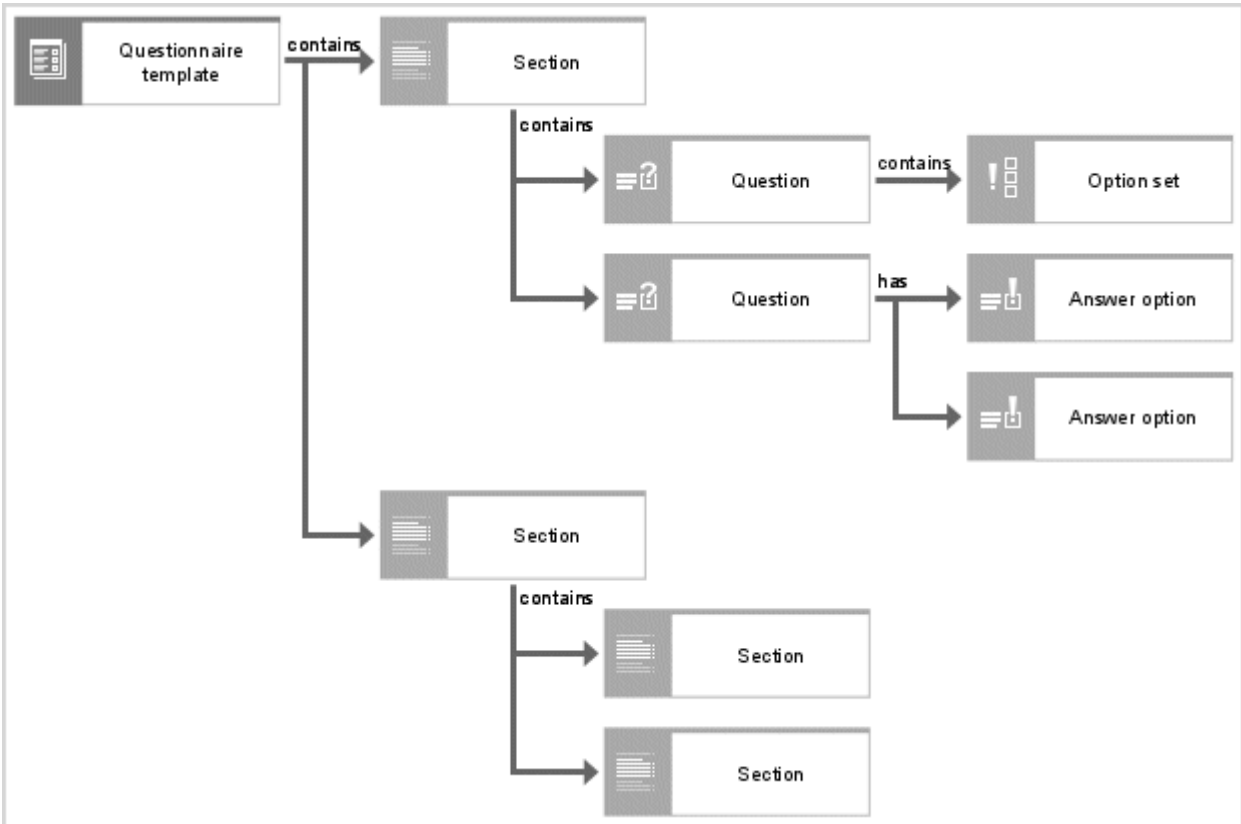 Questionnaire
template
contains
Section
contains
Question
contains
Option set
Question
has
Answer option
Answer option
Section
contains
Section
Section